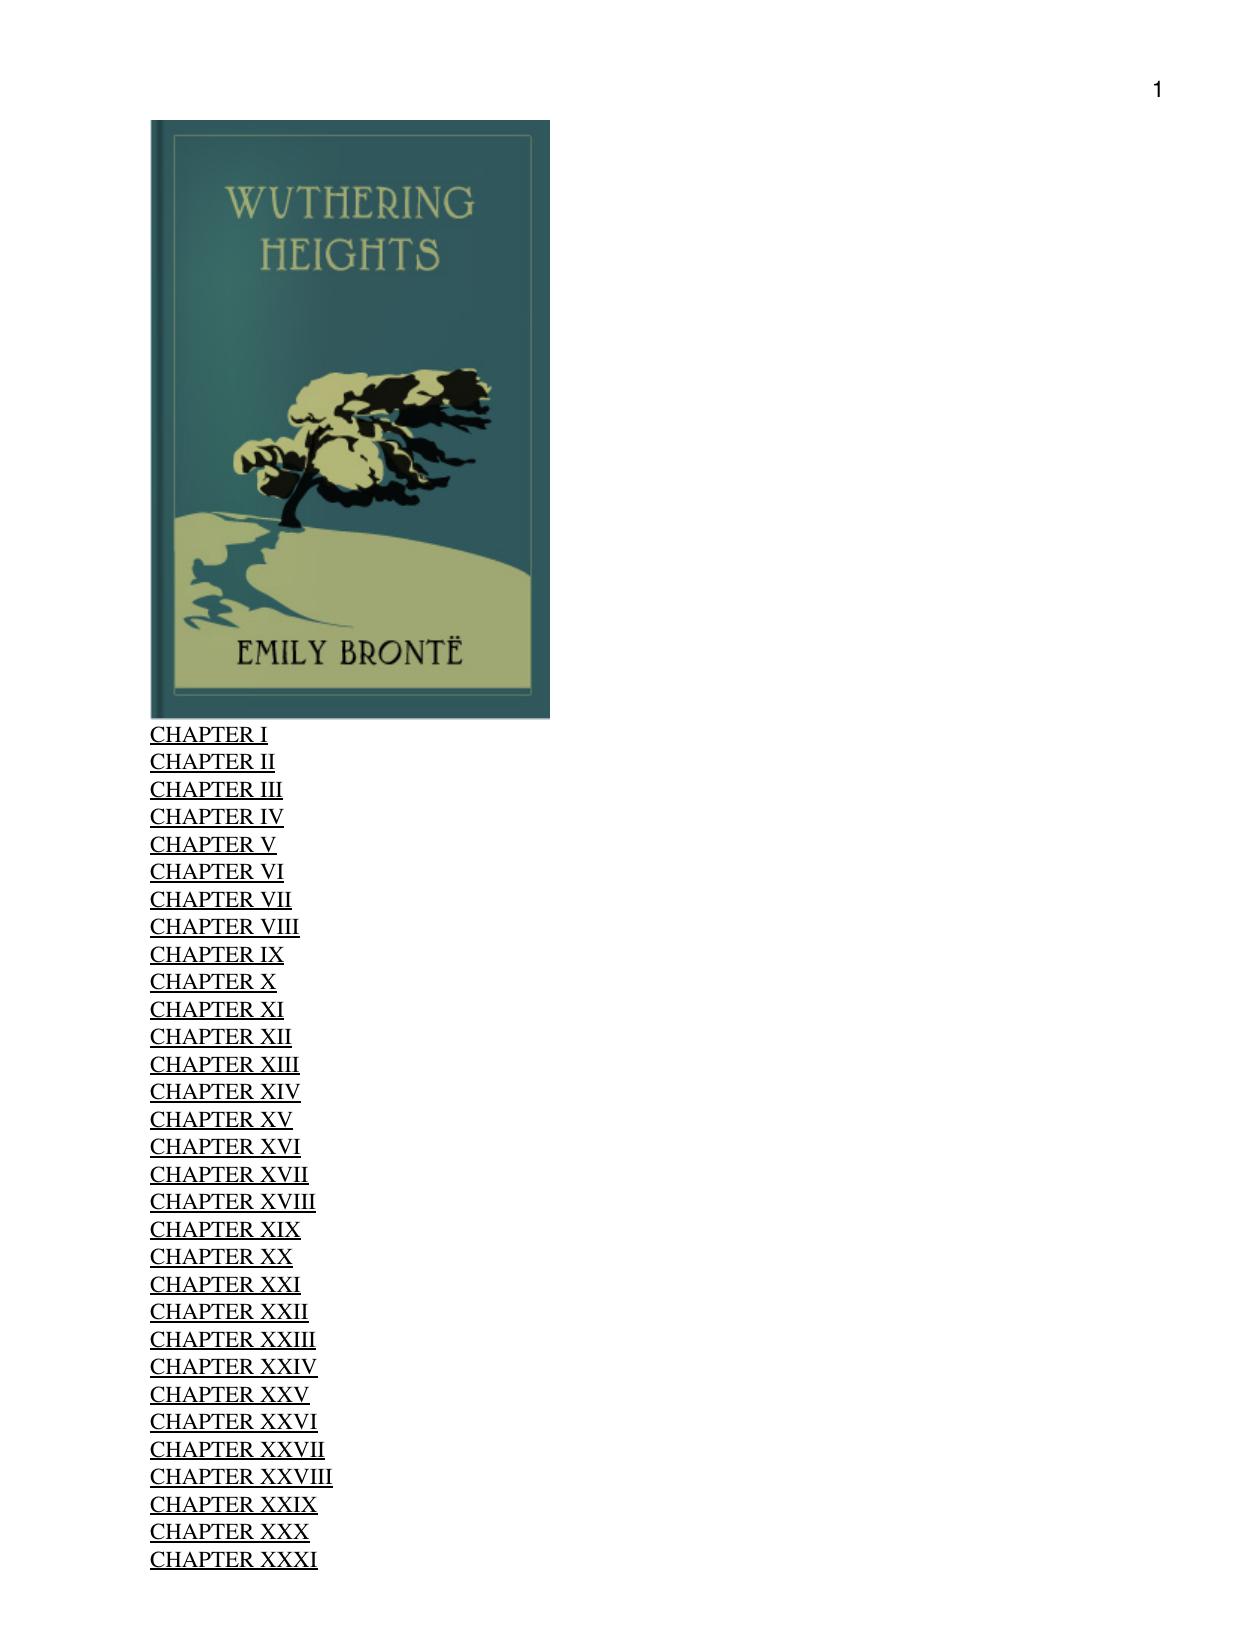 1
WUTHERING
HEIGHTS
EMILY BRONTË
CHAPTER I
CHAPTER II
CHAPTER III
CHAPTER IV
CHAPTER V
CHAPTER VI
CHAPTER VII
CHAPTER VIII
CHAPTER IX
CHAPTER X
CHAPTER XI
CHAPTER XII
CHAPTER XIII
CHAPTER XIV
CHAPTER XV
CHAPTER XVI
CHAPTER XVII
CHAPTER XVIII
CHAPTER XIX
CHAPTER XX
CHAPTER XXI
CHAPTER XXII
CHAPTER XXIII
CHAPTER XXIV
CHAPTER XXV
CHAPTER XXVI
CHAPTER XXVII
CHAPTER XXVIII
CHAPTER XXIX
CHAPTER XXX
CHAPTER XXXI